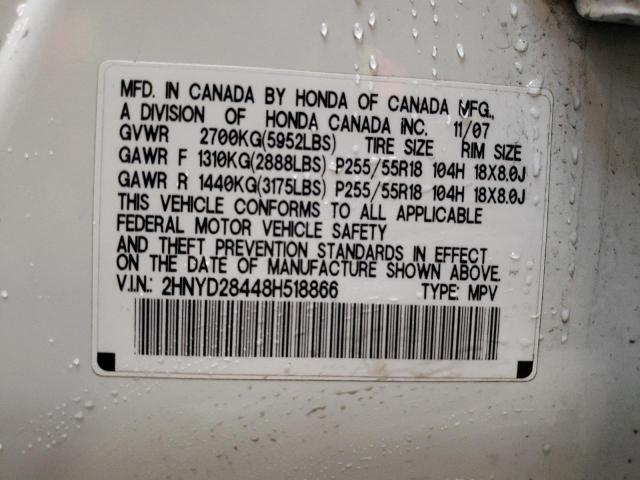 MFD. IN CANADA BY HONDA OF CANADA MFG.,
A DIVISION OF HONDA CANADA INC. 11/07
GVWR 2700KG(5952LBS) TIRE SIZE RIM SIZE
GAWR F 1310KG(2888LBS) P255/55R18 104H 18X8.0J
GAWR R 1440KG(3175LBS) P255/55R18 104H 18X8.0J
THIS VEHICLE CONFORMS TO ALL APPLICABLE
FEDERAL MOTOR VEHICLE SAFETY
AND THEFT PREVENTION STANDARDS IN EFFECT
ON THE DATE OF MANUFACTURE SHOWN ABOVE.
V.I.N.: 2HNYD28448H518866 TYPE: MPV